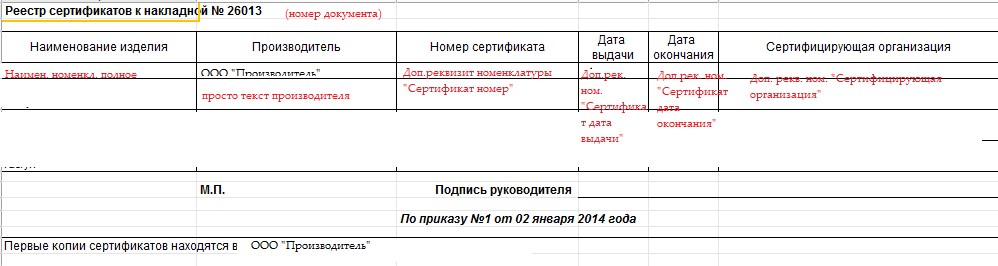 Реестр сертификатов к накладной № 26013 (номер документа)
Наименование изделия Производитель Номер сертификата Дата выдачи Дата окончания Сертифицирующая организация
Наимен. номенкл. полное
ООО "Производитель"
просто текст производителя
Доп.реквизит номенклатуры
"Сертификат номер"
Доп.рек.
ном.
"Сертифика
т дата
выдачи"
Доп.рек. ном.
"Сертификат
дата
окончания"
Доп. рекв. ном. "Сертифицирующая
организация"
М.П. Подпись руководителя
По приказу №1 от 02 января 2014 года
Первые копии сертификатов находятся в ООО "Производитель"